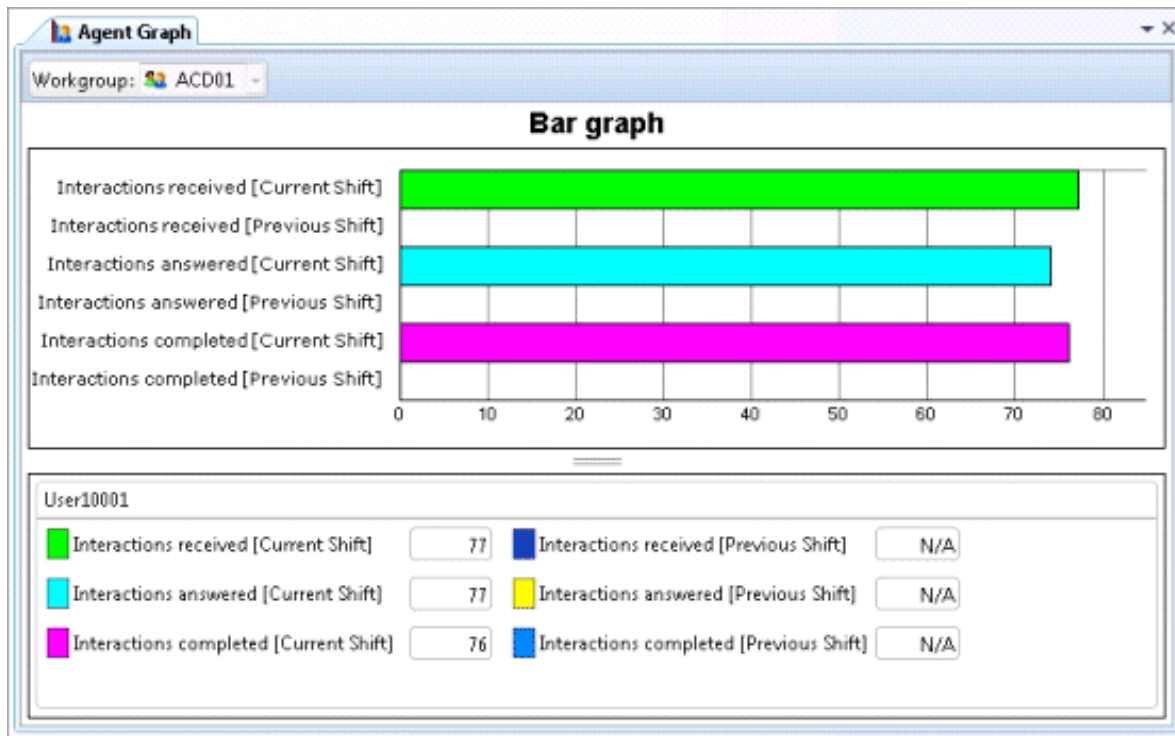 Agent Graph
Workgroup: ACD01
Bar graph
Interactions received [Current Shift]
Interactions received [Previous Shift]
Interactions answered [Current Shift]
Interactions answered [Previous Shift]
Interactions completed [Current Shift]
Interactions completed [Previous Shift]
0 10 20 30 40 50 60 70 80
User10001
Interactions received [Current Shift] 77 Interactions received [Previous Shift] N/A
Interactions answered [Current Shift] 77 Interactions answered [Previous Shift] N/A
Interactions completed [Current Shift] 76 Interactions completed [Previous Shift] N/A